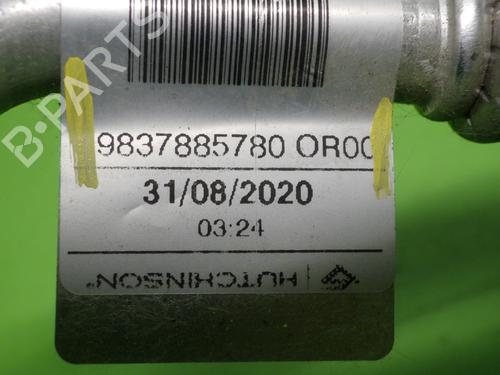 B-PARTS
9837885780 OR00
31/08/2020
03:24
HUTCHINSON